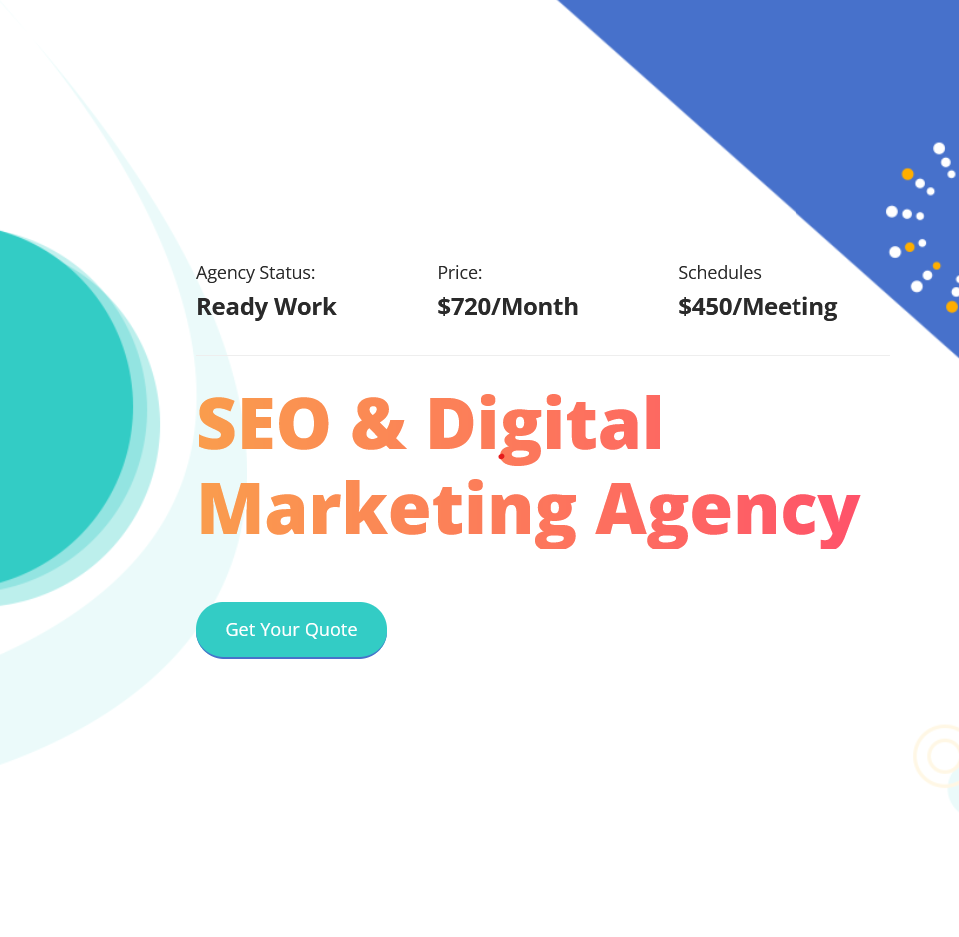 Agency Status:
Ready Work
Price:
$720/Month
Schedules
$450/Meeting
SEO & Digital
Marketing Agency
Get Your Quote